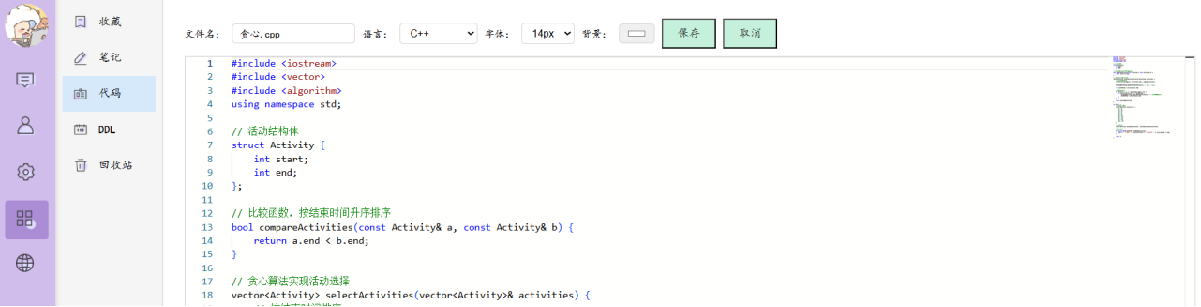 收藏
笔记
代码
DDL
回收站
文件名: 贪心.cpp 语言: C++ 字体: 14px 背景: 保存 取消
1 #include <iostream>
2 #include <vector>
3 #include <algorithm>
4 using namespace std;
5
6 // 活动结构体
7 struct Activity {
8 int start;
9 int end;
10 };
11
12 // 比较函数，按结束时间升序排序
13 bool compareActivities(const Activity& a, const Activity& b) {
14 return a.end < b.end;
15 }
16
17 // 贪心算法实现活动选择
18 vector<Activity> selectActivities(vector<Activity>& activities) {